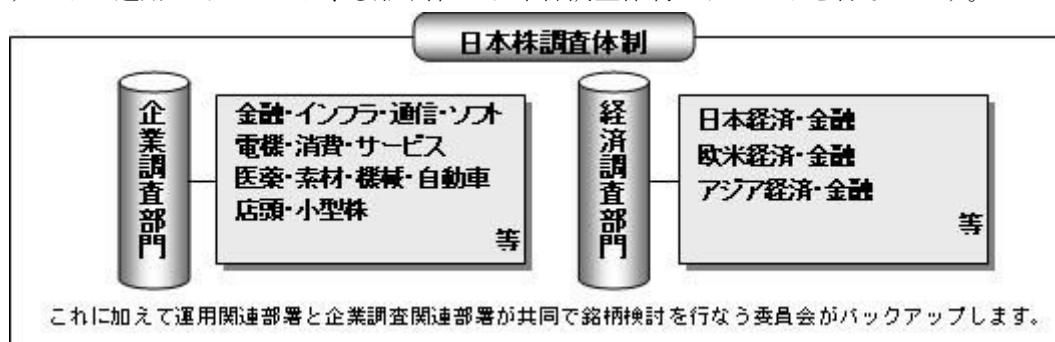 日本株調査体制
企業調査部門
金融・インフラ・通信・ソフト
電機・消費・サービス
医薬・素材・機械・自動車
店頭・小型株
等
経済調査部門
日本経済・金融
欧米経済・金融
アジア経済・金融
等
これに加えて運用関連部署と企業調査関連部署が共同で銘柄検討を行なう委員会がバックアップします。